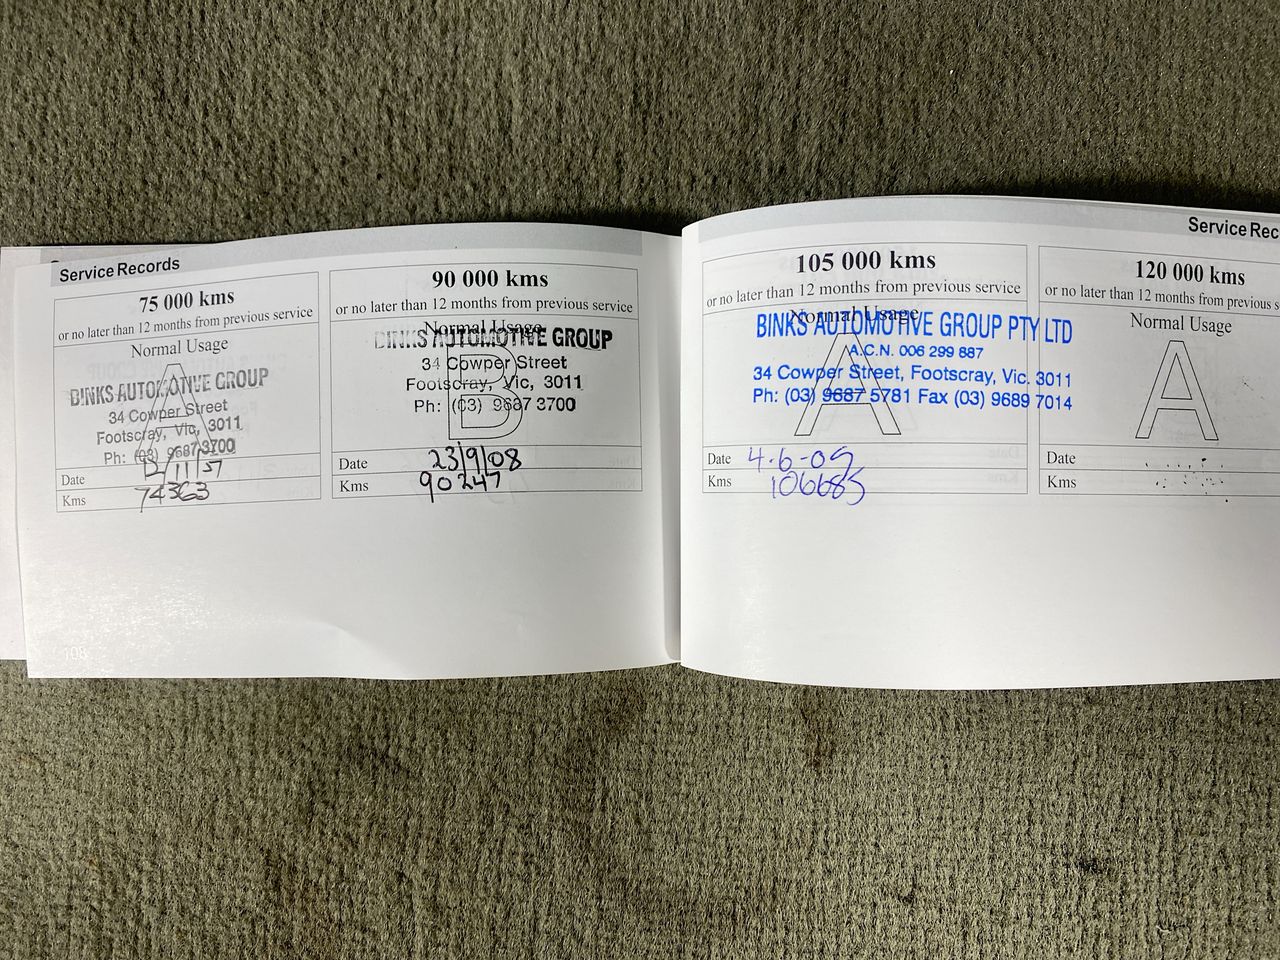 Service Records
75 000 kms
or no later than 12 months from previous service
Normal Usage
A
BINKS AUTOMOTIVE GROUP
34 Cowper Street
Footscray, Vic, 3011
Ph: (03) 9687 3700
Date
Kms 74363
90 000 kms
or no later than 12 months from previous service
Normal Usage
B
BINKS AUTOMOTIVE GROUP
34 Cowper Street
Footscray, Vic, 3011
Ph: (03) 9687 3700
Date 23/9/08
Kms 90247
108
Service Rec
105 000 kms
or no later than 12 months from previous service
Normal Usage
A
BINKS AUTOMOTIVE GROUP PTY LTD
A.C.N. 006 299 887
34 Cowper Street, Footscray, Vic. 3011
Ph: (03) 9687 5781 Fax (03) 9689 7014
Date 4-6-09
Kms 106685
120 000 kms
or no later than 12 months from previous s
Normal Usage
A
Date
Kms